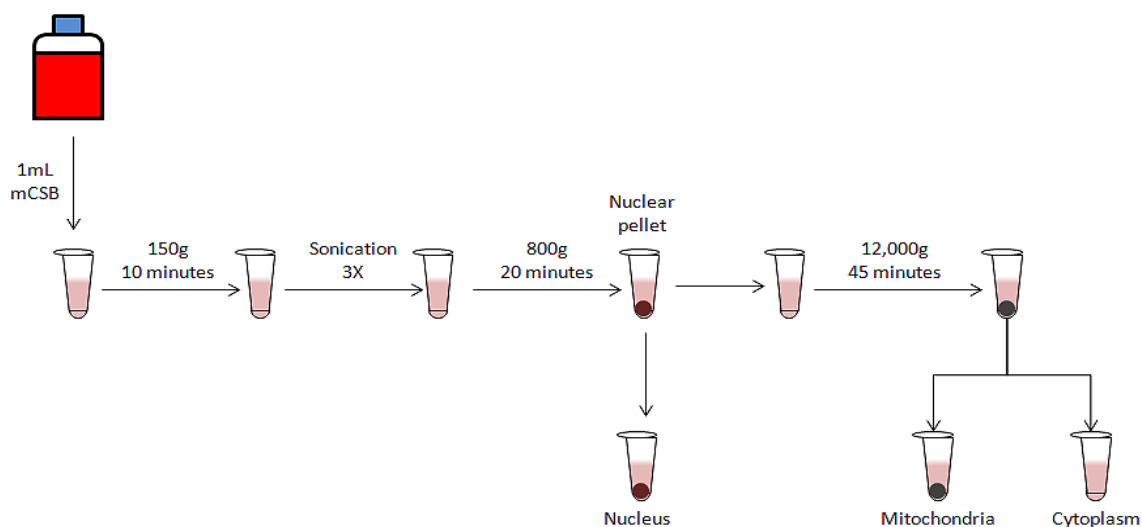 1mL
mCSB
150g
10 minutes
Sonication
3X
800g
20 minutes
Nuclear
pellet
12,000g
45 minutes
Nucleus
Mitochondria
Cytoplasm